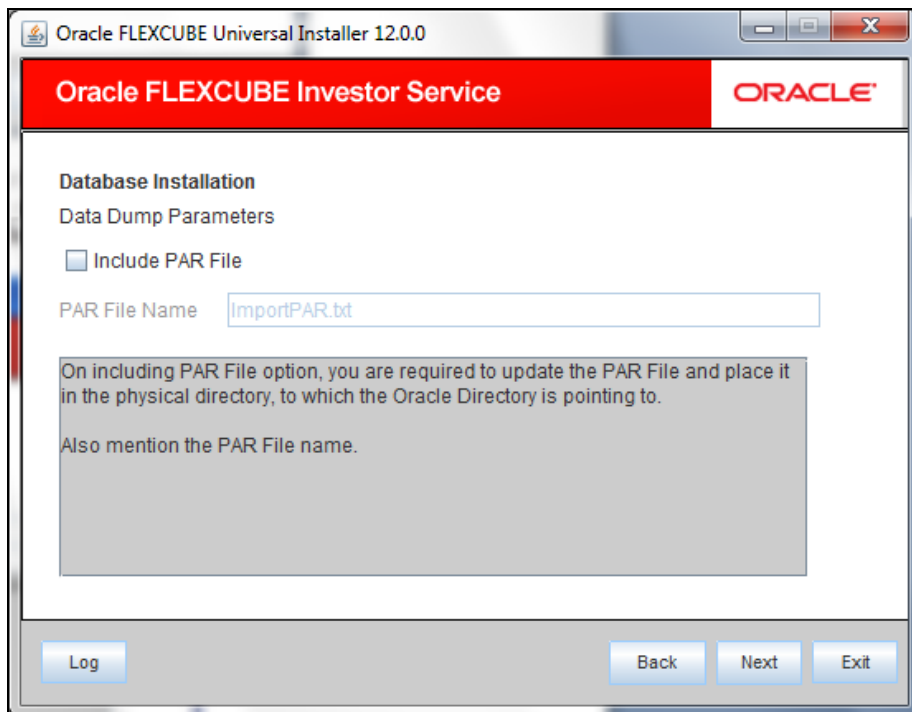 Oracle FLEXCUBE Universal Installer 12.0.0
Oracle FLEXCUBE Investor Service
ORACLE
Database Installation
Data Dump Parameters
Include PAR File
PAR File Name ImportPAR.txt
On including PAR File option, you are required to update the PAR File and place it
in the physical directory, to which the Oracle Directory is pointing to.
Also mention the PAR File name.
Log Back Next Exit